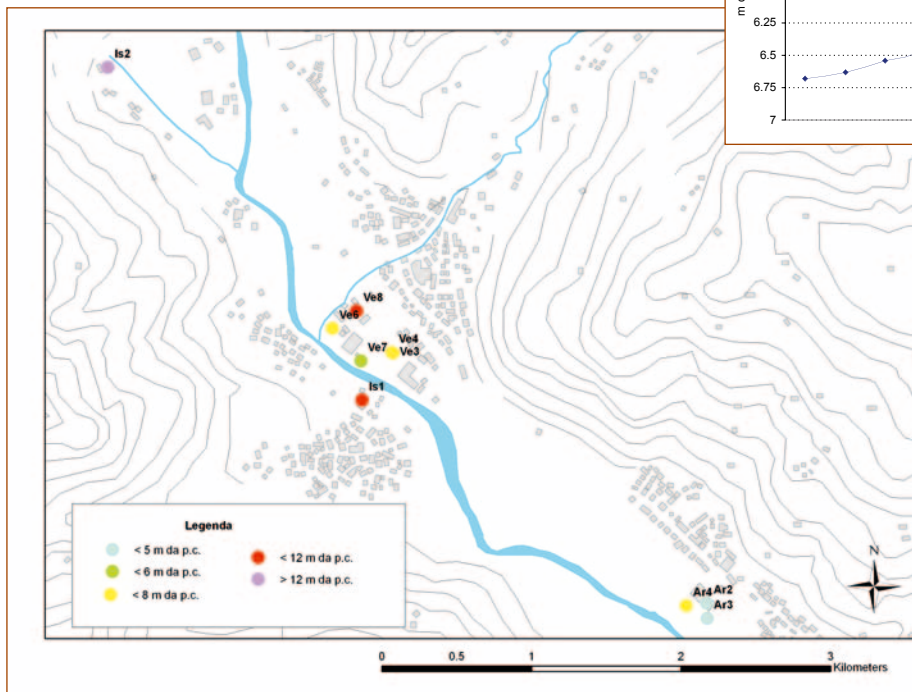 m
6.25
6.5
6.75
7
Is2
Ve8
Ve6
Ve4
Ve7
Ve3
Is1
Legenda
< 5 m da p.c.
< 12 m da p.c.
< 6 m da p.c.
> 12 m da p.c.
< 8 m da p.c.
N
Ar4 Ar2
Ar3
0 0.5 1 2 3
Kilometers